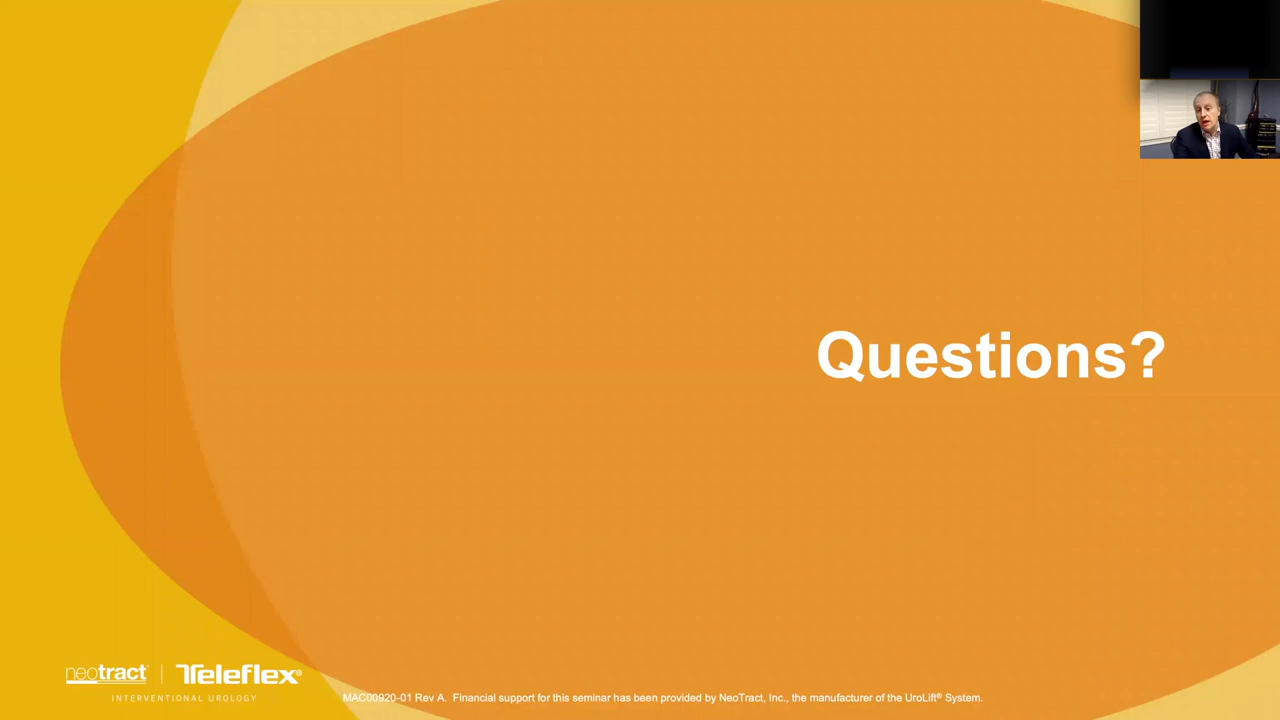 Questions?
neotract® | Teleflex®
INTERVENTIONAL UROLOGY
MAC00920-01 Rev A. Financial support for this seminar has been provided by NeoTract, Inc., the manufacturer of the UroLift® System.